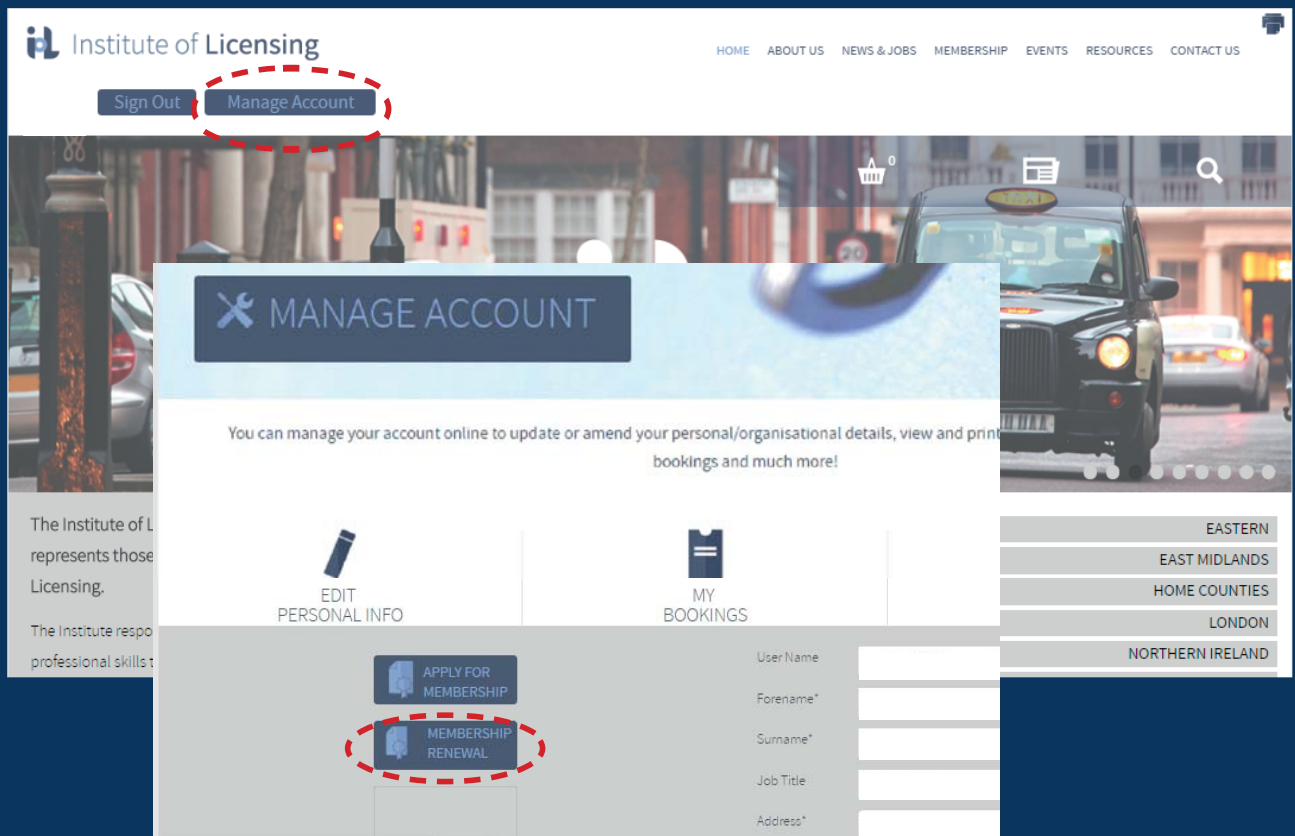 iol Institute of Licensing
HOME ABOUT US NEWS & JOBS MEMBERSHIP EVENTS RESOURCES CONTACT US
Sign Out Manage Account
0
TAXI
20
MANAGE ACCOUNT
You can manage your account online to update or amend your personal/organisational details, view and print
bookings and much more!
EDIT
PERSONAL INFO
MY
BOOKINGS
The Institute of L
represents those
Licensing.
The Institute respo
professional skills t
APPLY FOR
MEMBERSHIP
MEMBERSHIP
RENEWAL
User Name
Forename*
Surname*
Job Title
Address*
EASTERN
EAST MIDLANDS
HOME COUNTIES
LONDON
NORTHERN IRELAND